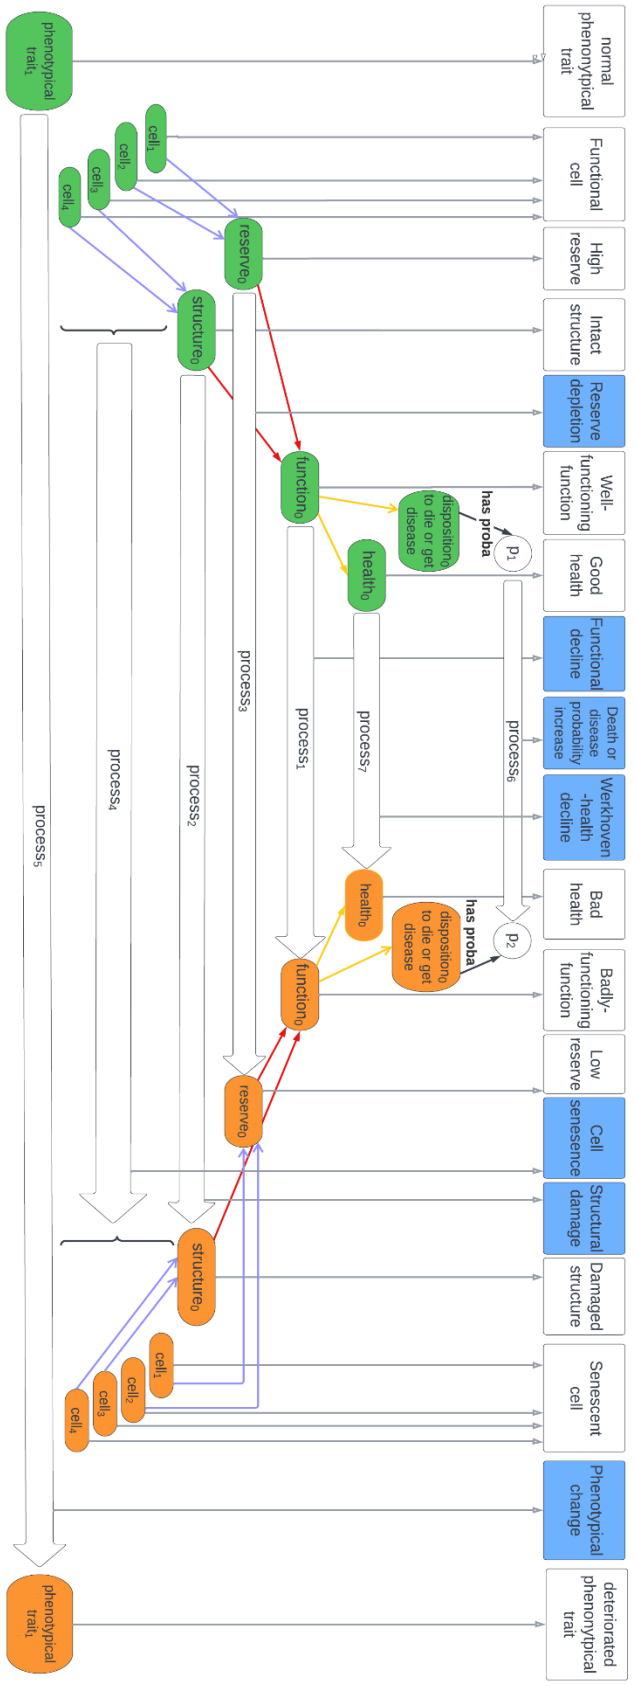 normal
phenonytpical
trait
Functional
cell
High
reserve
Intact
structure
Reserve
depletion
Well-
functioning
function
Good
health
Functional
decline
Death or
disease
probability
increase
Werkhoven
-health
decline
Bad
health
Badly-
functioning
function
Low
reserve
Cell
senesence
Structural
damage
Damaged
structure
Senescent
cell
Phenotypical
change
deteriorated
phenonytpical
trait
p₁
process₆
p₂
has proba
has proba
disposition₀
to die or get
disease
disposition₀
to die or get
disease
health₀
process₇
health₀
function₀
process₁
function₀
reserve₀
process₃
reserve₀
structure₀
process₂
structure₀
cell₁
cell₂
cell₃
cell₄
process₄
cell₁
cell₂
cell₃
cell₄
phenotypical
trait₁
process₅
phenotypical
trait₁